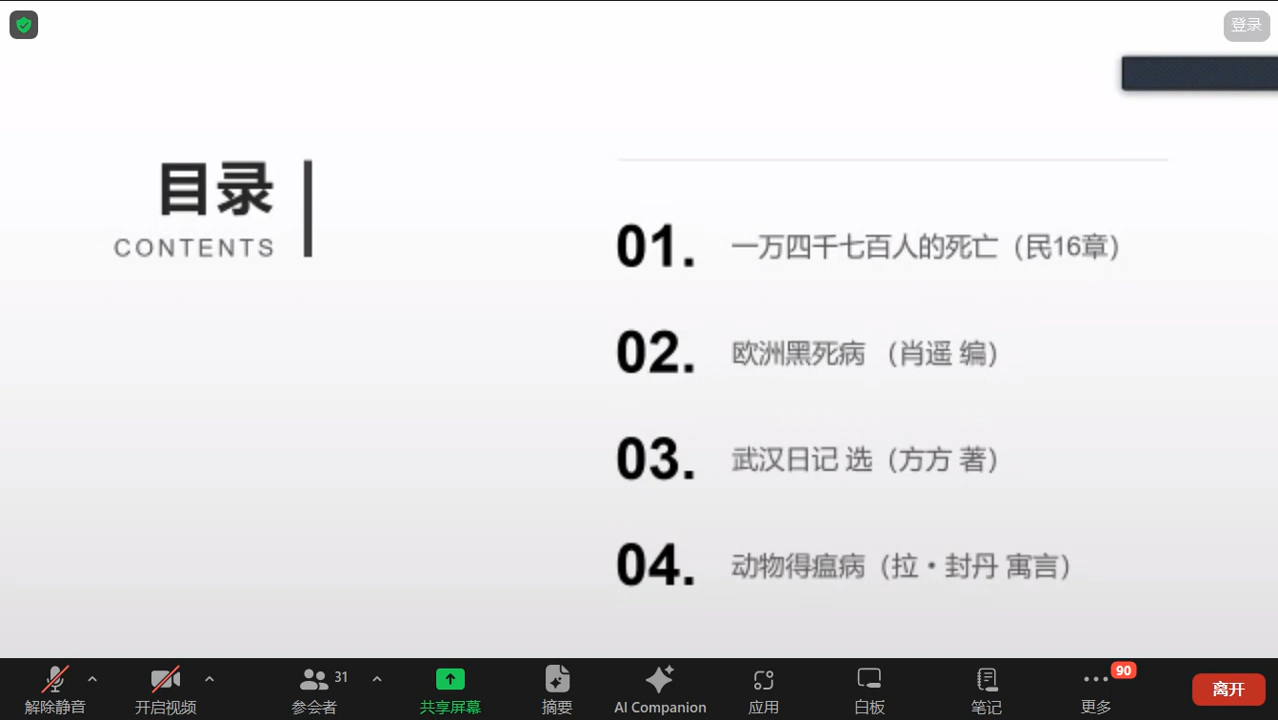 登录
目录
CONTENTS
01. 一万四千七百人的死亡（民16章）
02. 欧洲黑死病 （肖遥 编）
03. 武汉日记 选（方方 著）
04. 动物得瘟病（拉・封丹 寓言）
解除静音
开启视频
31
参会者
共享屏幕
摘要
AI Companion
应用
白板
笔记
90
更多
离开